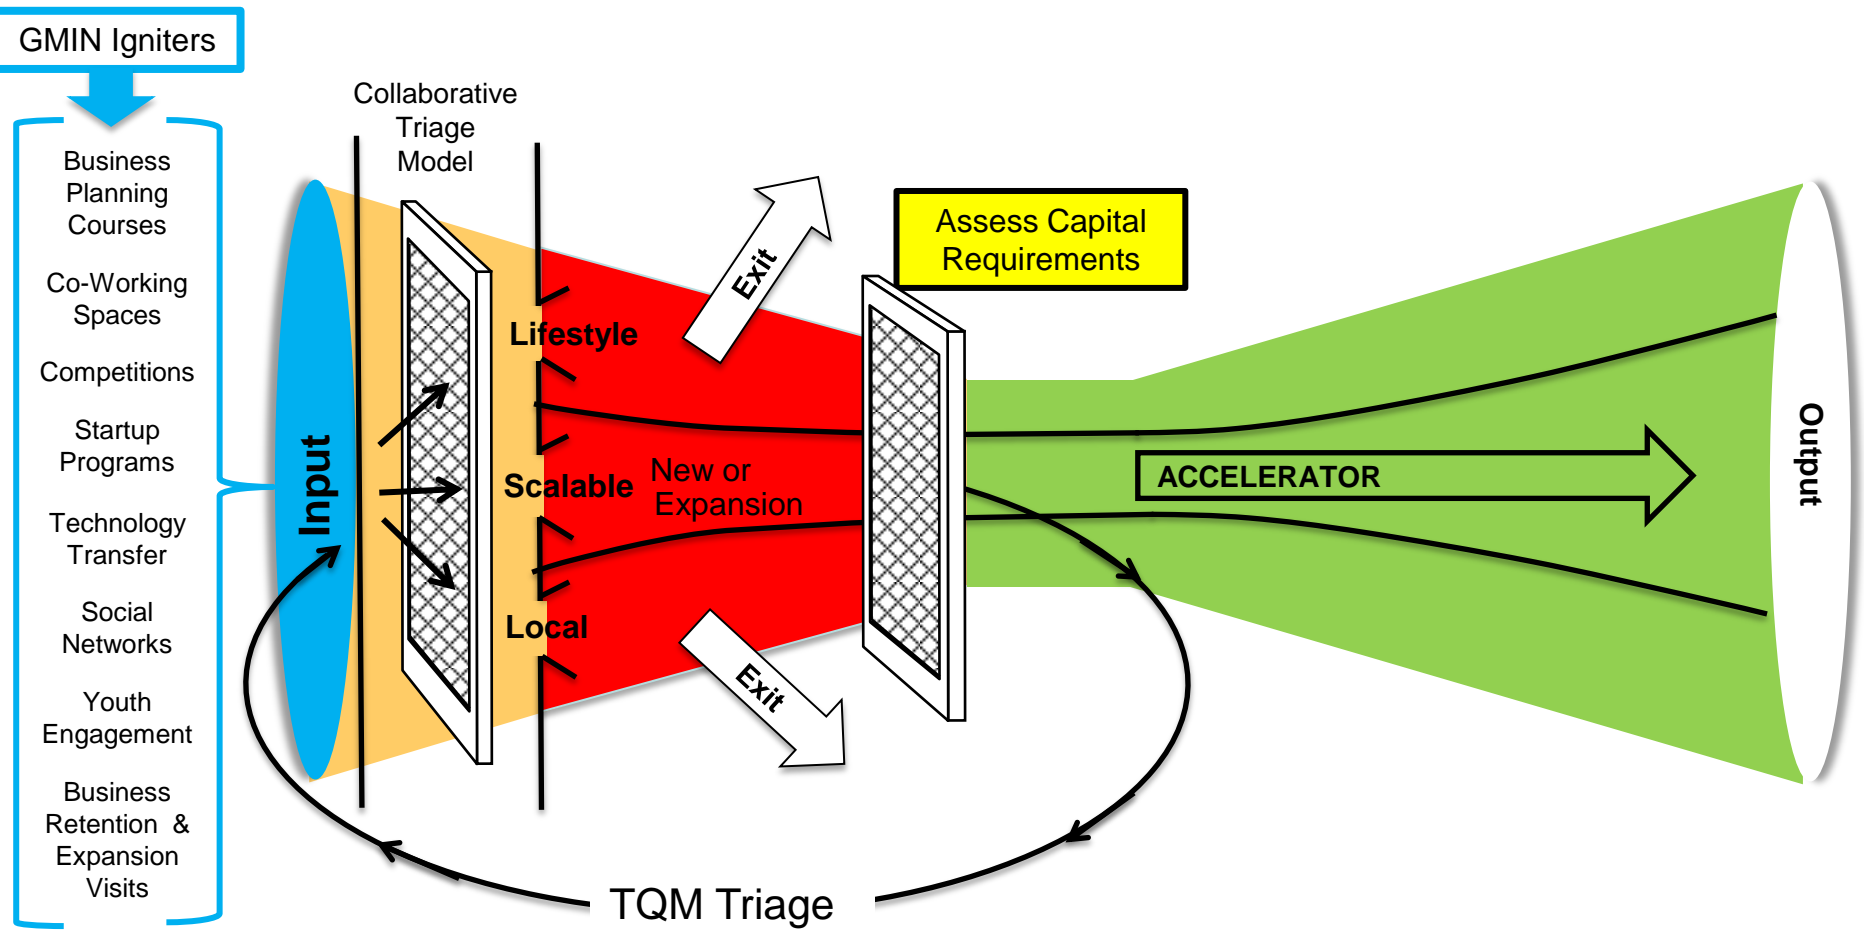 GMIN Igniters
Business
Planning
Courses
Co-Working
Spaces
Competitions
Startup
Programs
Technology
Transfer
Social
Networks
Youth
Engagement
Business
Retention &
Expansion
Visits
Input
Collaborative
Triage
Model
Lifestyle
Scalable
Local
New or
Expansion
Exit
Exit
Assess Capital
Requirements
ACCELERATOR
Output
TQM Triage